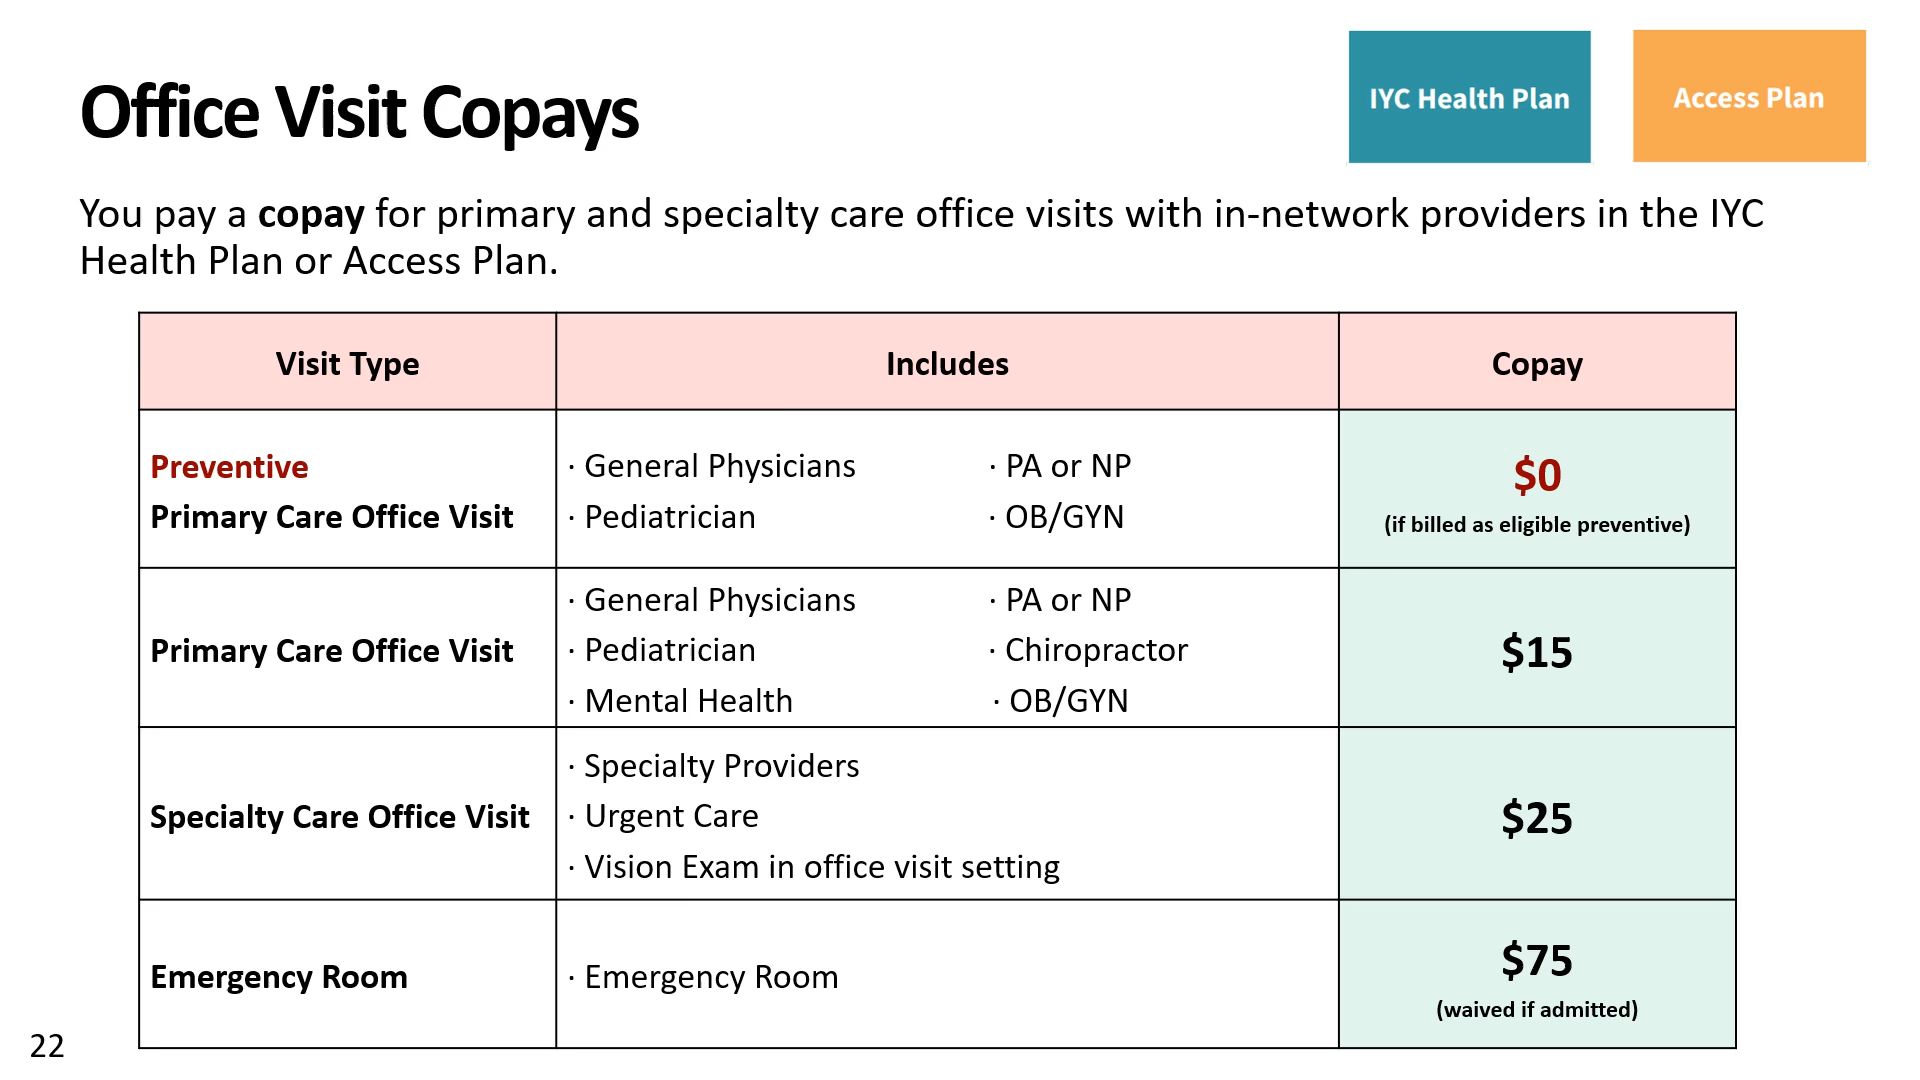 Office Visit Copays
IYC Health Plan
Access Plan
You pay a copay for primary and specialty care office visits with in-network providers in the IYC
Health Plan or Access Plan.
Visit Type
Includes
Copay
Preventive
Primary Care Office Visit
· General Physicians
· PA or NP
· Pediatrician
· OB/GYN
$0
(if billed as eligible preventive)
Primary Care Office Visit
· General Physicians
· PA or NP
· Pediatrician
· Chiropractor
· Mental Health
· OB/GYN
$15
Specialty Care Office Visit
· Specialty Providers
· Urgent Care
· Vision Exam in office visit setting
$25
Emergency Room
· Emergency Room
$75
(waived if admitted)
22